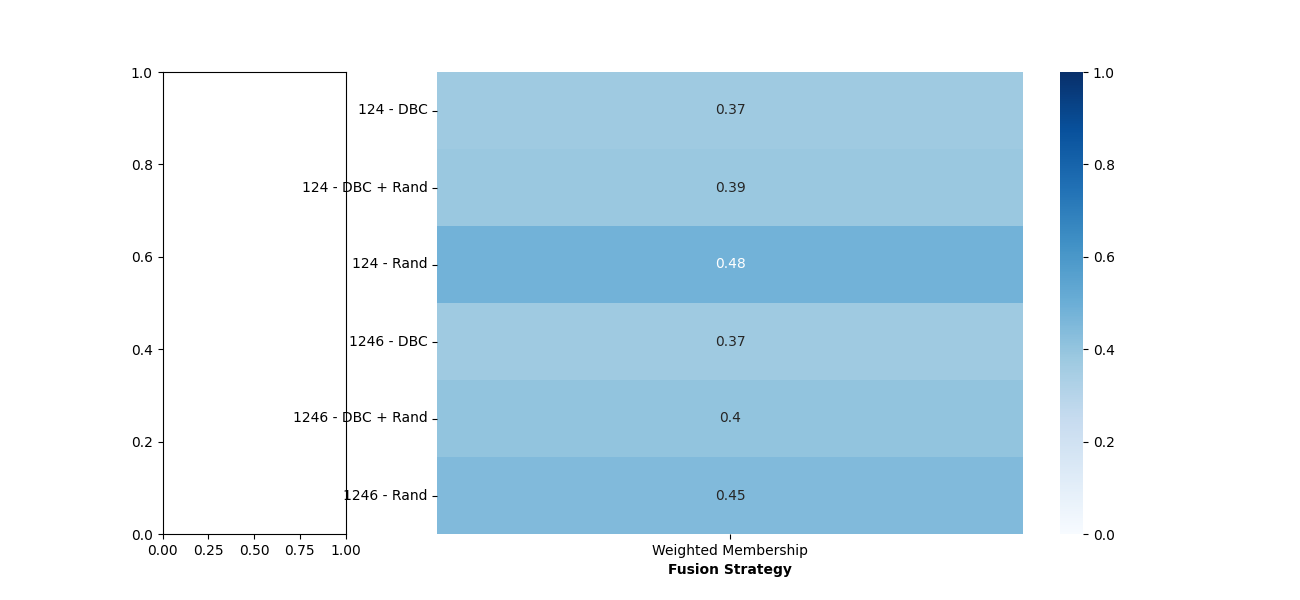 1.0
0.8
0.6
0.4
0.2
0.0
0.00 0.25 0.50 0.75 1.00
124 - DBC
124 - DBC + Rand
124 - Rand
1246 - DBC
1246 - DBC + Rand
1246 - Rand
0.37
0.39
0.48
0.37
0.4
0.45
Weighted Membership
Fusion Strategy
1.0
0.8
0.6
0.4
0.2
0.0